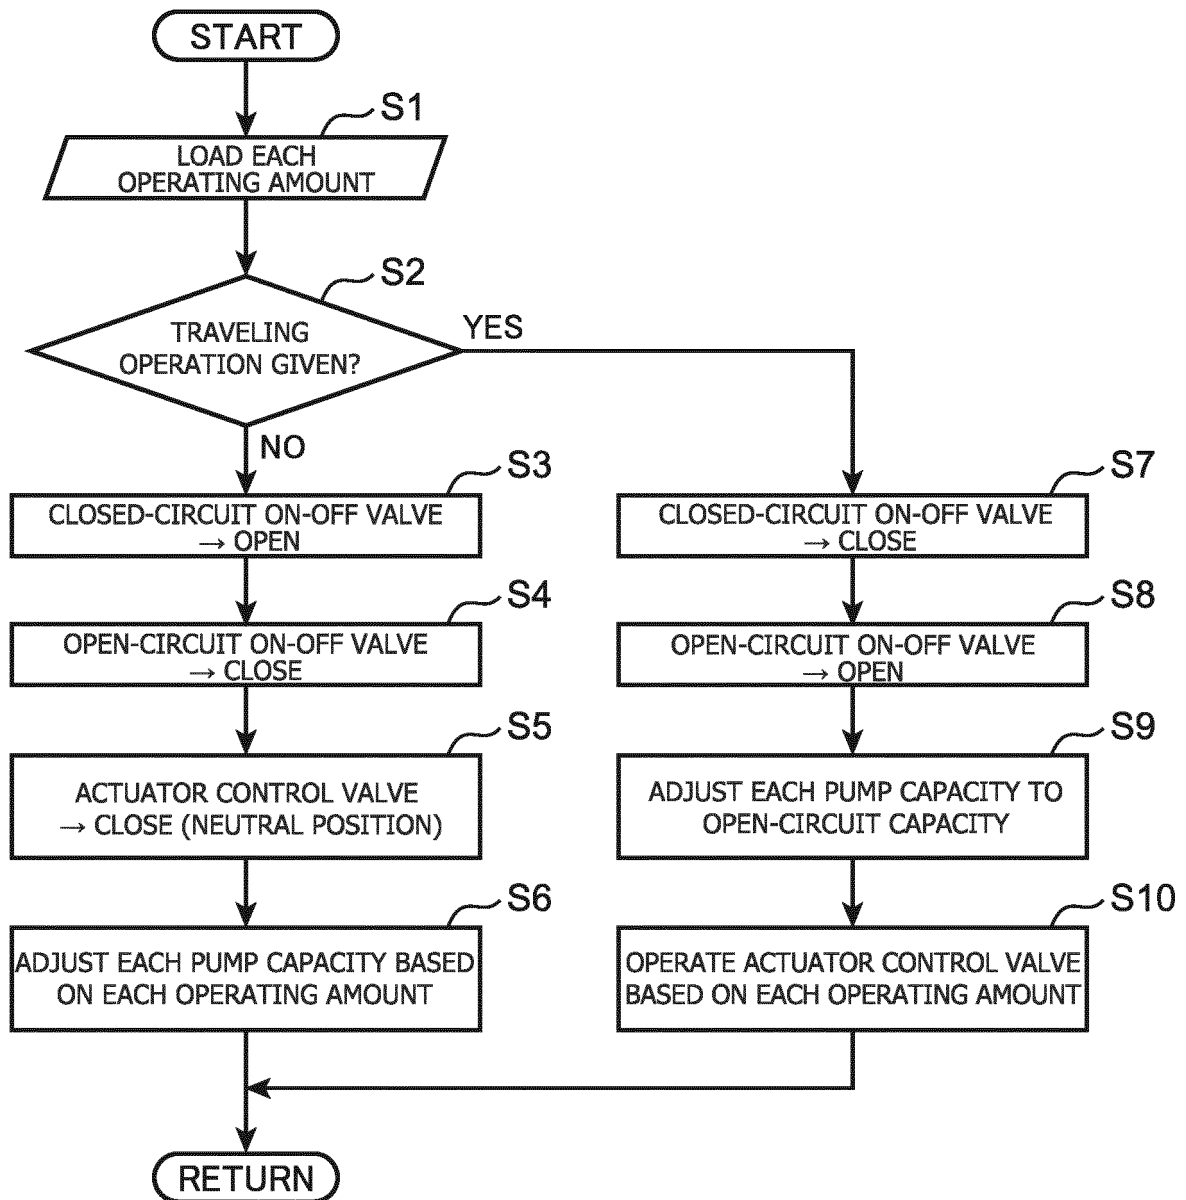 START
S1
LOAD EACH
OPERATING AMOUNT
S2
TRAVELING
OPERATION GIVEN?
YES
NO
S3
CLOSED-CIRCUIT ON-OFF VALVE
→ OPEN
S4
OPEN-CIRCUIT ON-OFF VALVE
→ CLOSE
S5
ACTUATOR CONTROL VALVE
→ CLOSE (NEUTRAL POSITION)
S6
ADJUST EACH PUMP CAPACITY BASED
ON EACH OPERATING AMOUNT
S7
CLOSED-CIRCUIT ON-OFF VALVE
→ CLOSE
S8
OPEN-CIRCUIT ON-OFF VALVE
→ OPEN
S9
ADJUST EACH PUMP CAPACITY TO
OPEN-CIRCUIT CAPACITY
S10
OPERATE ACTUATOR CONTROL VALVE
BASED ON EACH OPERATING AMOUNT
RETURN